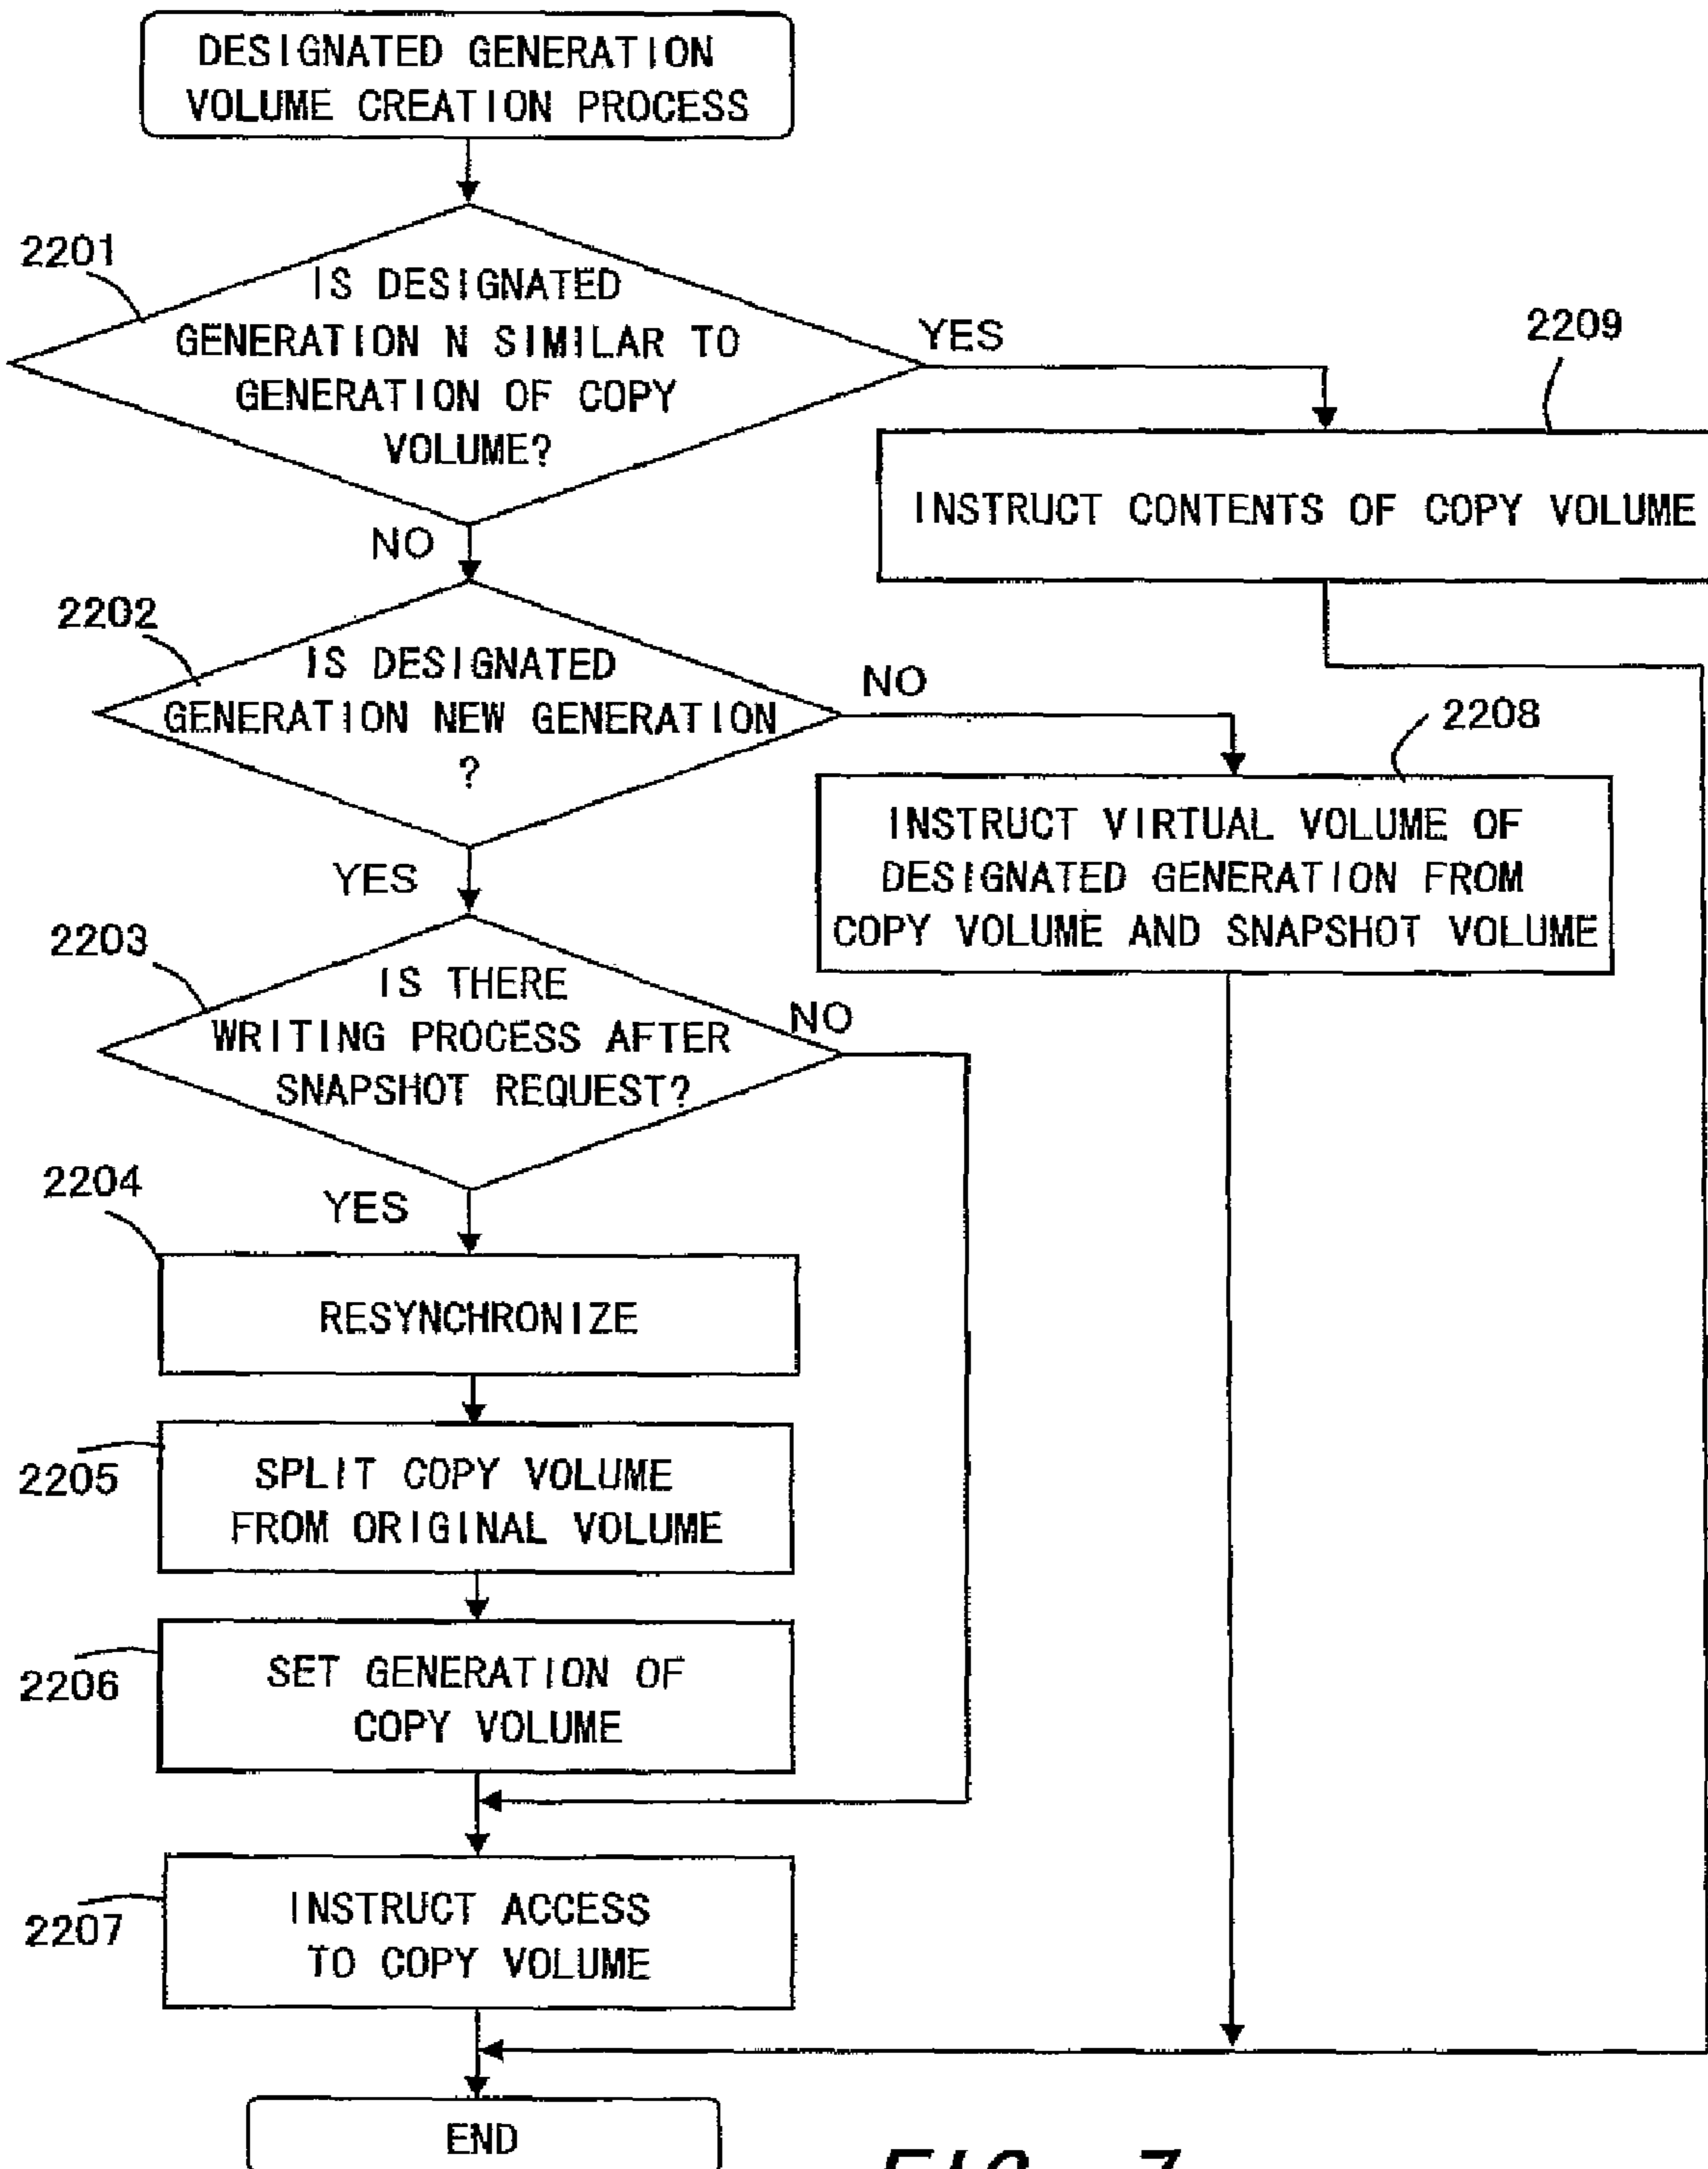 DESIGNATED GENERATION
VOLUME CREATION PROCESS
2201
IS DESIGNATED
GENERATION N SIMILAR TO
GENERATION OF COPY
VOLUME?
YES
2209
INSTRUCT CONTENTS OF COPY VOLUME
NO
2202
IS DESIGNATED
GENERATION NEW GENERATION
?
NO
2208
INSTRUCT VIRTUAL VOLUME OF
DESIGNATED GENERATION FROM
COPY VOLUME AND SNAPSHOT VOLUME
YES
2203
IS THERE
WRITING PROCESS AFTER
SNAPSHOT REQUEST?
NO
YES
2204
RESYNCHRONIZE
2205
SPLIT COPY VOLUME
FROM ORIGINAL VOLUME
2206
SET GENERATION OF
COPY VOLUME
2207
INSTRUCT ACCESS
TO COPY VOLUME
END
FIG. 7